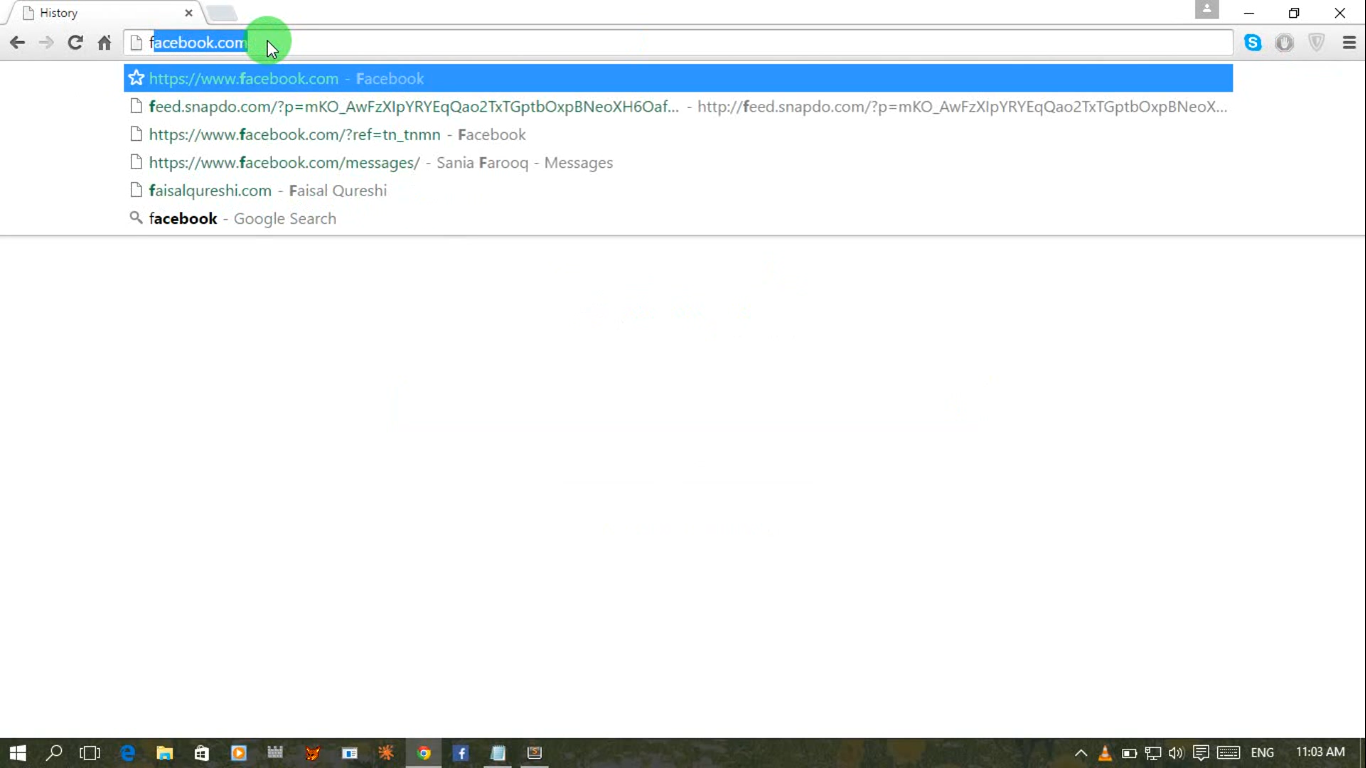 History
facebook.com
https://www.facebook.com - Facebook
feed.snapdo.com/?p=mKO_AwFzXIpYRYEqQao2TxTGptbOxpBNeoXH6Oaf... - http://feed.snapdo.com/?p=mKO_AwFzXIpYRYEqQao2TxTGptbOxpBNeoX...
https://www.facebook.com/?ref=tn_tnmn - Facebook
https://www.facebook.com/messages/ - Sania Farooq - Messages
faisalqureshi.com - Faisal Qureshi
facebook - Google Search
ENG 11:03 AM